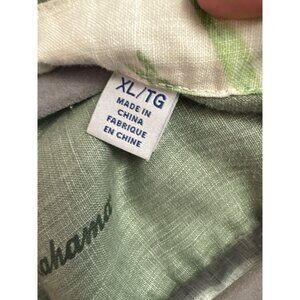 XL/TG
MADE IN
CHINA
FABRIQUE
EN CHINE